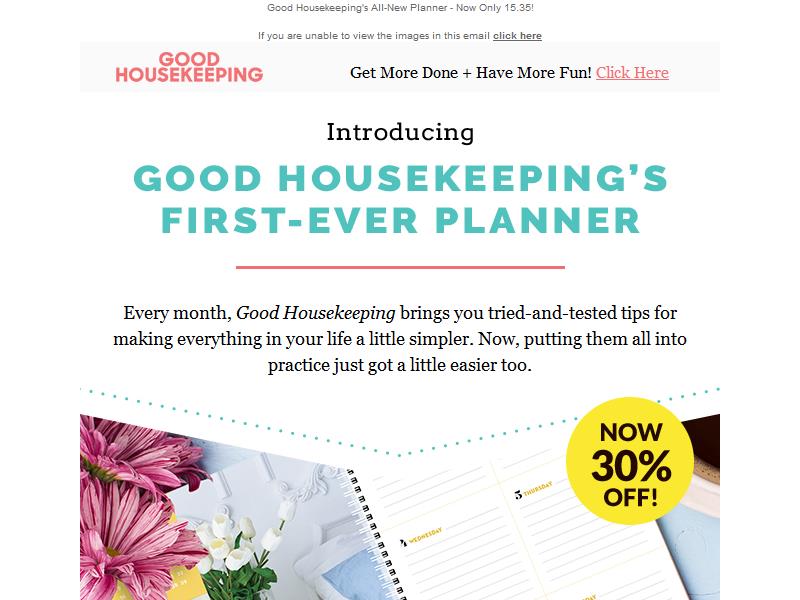 Good Housekeeping's All-New Planner - Now Only 15.35!
If you are unable to view the images in this email click here
GOOD
HOUSEKEEPING
Get More Done + Have More Fun! Click Here
Introducing
GOOD HOUSEKEEPING’S
FIRST-EVER PLANNER
Every month, Good Housekeeping brings you tried-and-tested tips for
making everything in your life a little simpler. Now, putting them all into
practice just got a little easier too.
NOW
30%
OFF!
5 THURSDAY
4 WEDNESDAY